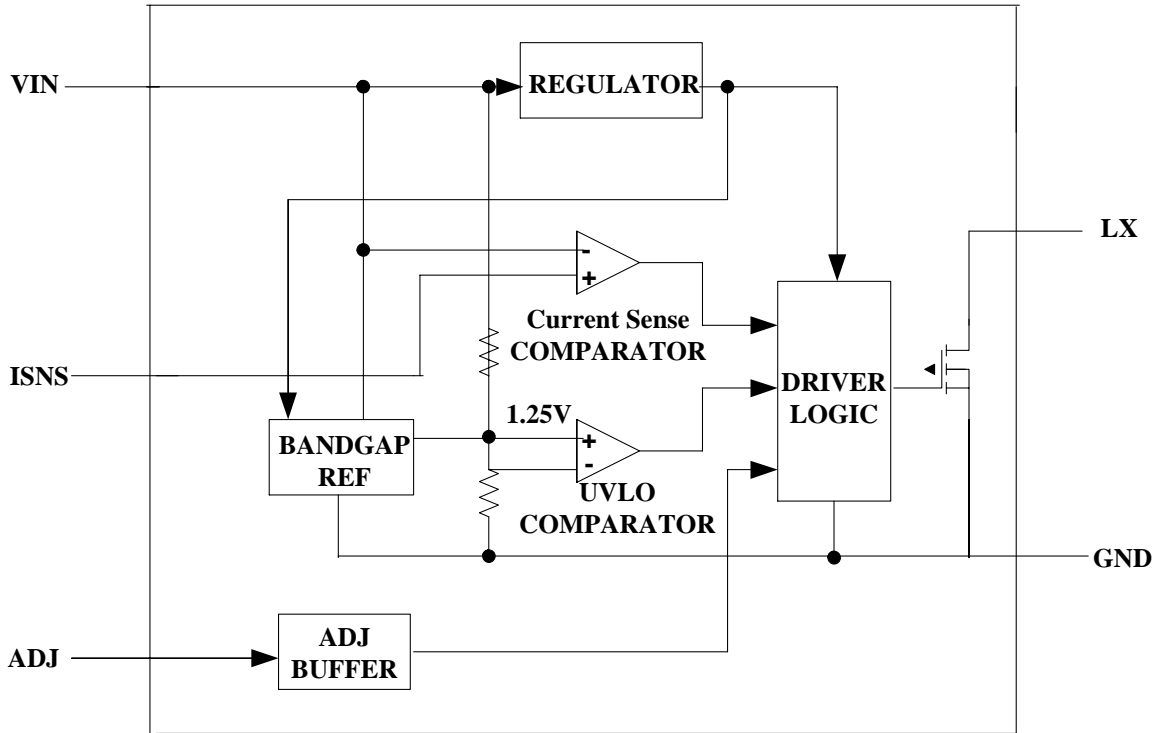 VIN
REGULATOR
LX
-
+
Current Sense
COMPARATOR
ISNS
DRIVER
LOGIC
1.25V
BANDGAP
REF
+
-
UVLO
COMPARATOR
GND
ADJ
ADJ
BUFFER